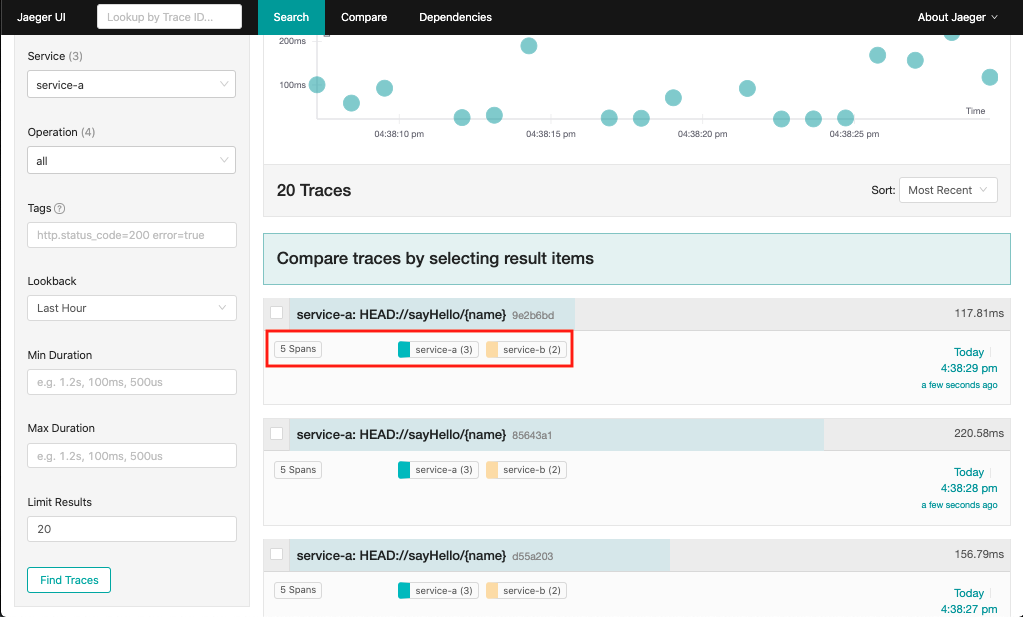 Jaeger UI
Lookup by Trace ID...
Search
Compare
Dependencies
About Jaeger
Service (3)
service-a
Operation (4)
all
Tags
http.status_code=200 error=true
Lookback
Last Hour
Min Duration
e.g. 1.2s, 100ms, 500us
Max Duration
e.g. 1.2s, 100ms, 500us
Limit Results
20
Find Traces
200ms
100ms
Time
04:38:10 pm
04:38:15 pm
04:38:20 pm
04:38:25 pm
20 Traces
Sort:
Most Recent
Compare traces by selecting result items
service-a: HEAD://sayHello/{name} 9e2b6bd
117.81ms
5 Spans
service-a (3)
service-b (2)
Today
4:38:29 pm
a few seconds ago
service-a: HEAD://sayHello/{name} 85643a1
220.58ms
5 Spans
service-a (3)
service-b (2)
Today
4:38:28 pm
a few seconds ago
service-a: HEAD://sayHello/{name} d55a203
156.79ms
5 Spans
service-a (3)
service-b (2)
Today
4:38:27 pm